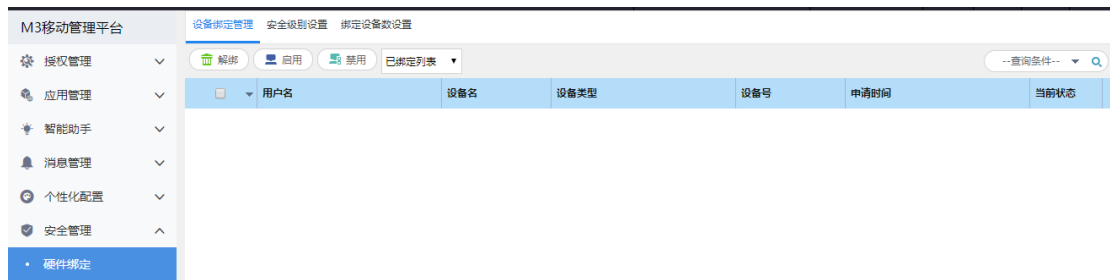 M3移动管理平台
设备绑定管理 安全级别设置 绑定设备数设置
授权管理
解绑 启用 禁用 已绑定列表 --查询条件--
应用管理
用户名 设备名 设备类型 设备号 申请时间 当前状态
智能助手
消息管理
个性化配置
安全管理
硬件绑定